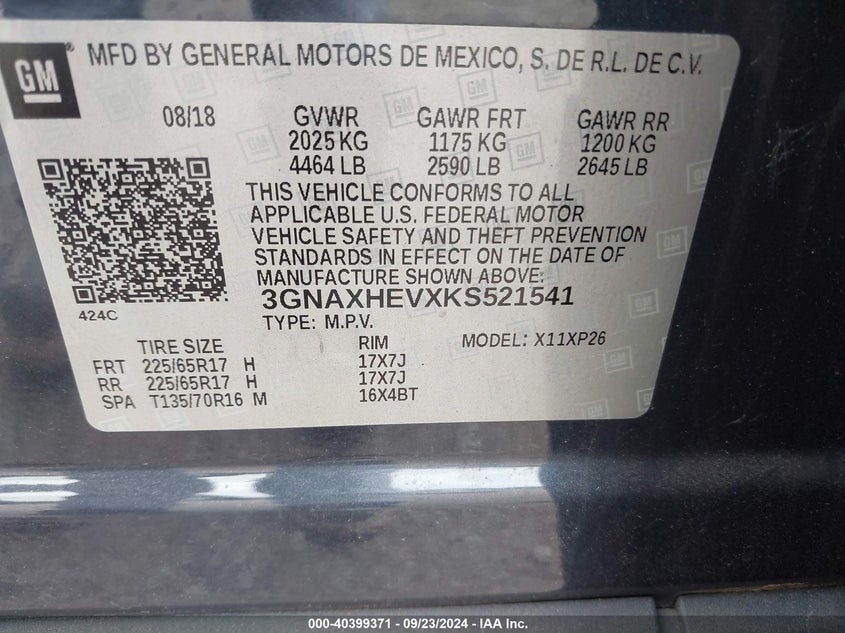 GM
MFD BY GENERAL MOTORS DE MEXICO, S. DE R.L. DE C.V.
08/18 GVWR GAWR FRT GAWR RR
2025 KG 1175 KG 1200 KG
4464 LB 2590 LB 2645 LB
THIS VEHICLE CONFORMS TO ALL
APPLICABLE U.S. FEDERAL MOTOR
VEHICLE SAFETY AND THEFT PREVENTION
STANDARDS IN EFFECT ON THE DATE OF
MANUFACTURE SHOWN ABOVE:
424C
3GNAXHEVXKS521541
TYPE: M.P.V. MODEL: X11XP26
TIRE SIZE RIM
FRT 225/65R17 H 17X7J
RR 225/65R17 H 17X7J
SPA T135/70R16 M 16X4BT
000-40399371 - 09/23/2024 - IAA Inc.